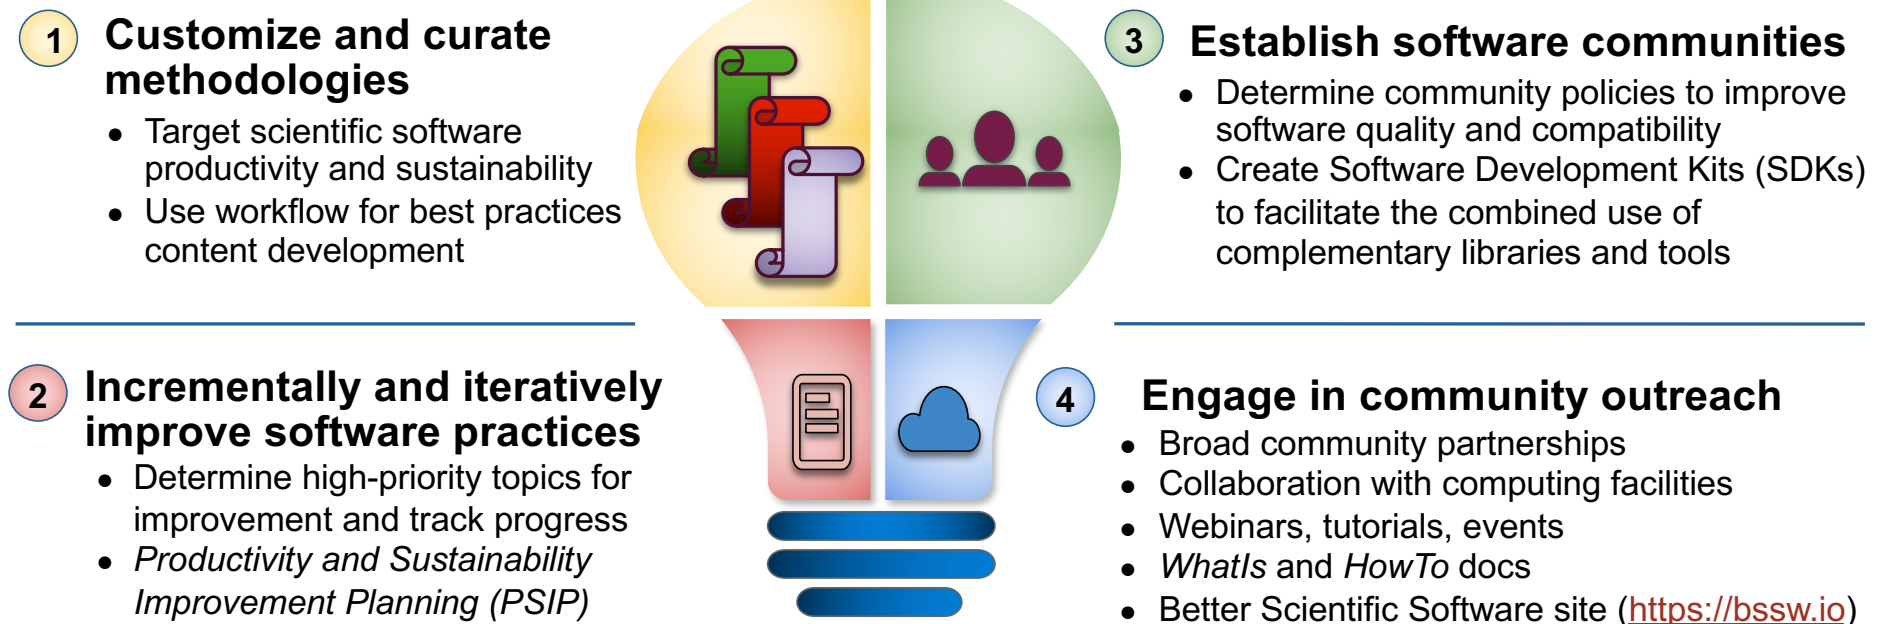 1
Customize and curate
methodologies
● Target scientific software
productivity and sustainability
● Use workflow for best practices
content development
2
Incrementally and iteratively
improve software practices
● Determine high-priority topics for
improvement and track progress
● Productivity and Sustainability
Improvement Planning (PSIP)
3
Establish software communities
● Determine community policies to improve
software quality and compatibility
● Create Software Development Kits (SDKs)
to facilitate the combined use of
complementary libraries and tools
4
Engage in community outreach
● Broad community partnerships
● Collaboration with computing facilities
● Webinars, tutorials, events
● WhatIs and HowTo docs
● Better Scientific Software site (https://bssw.io)